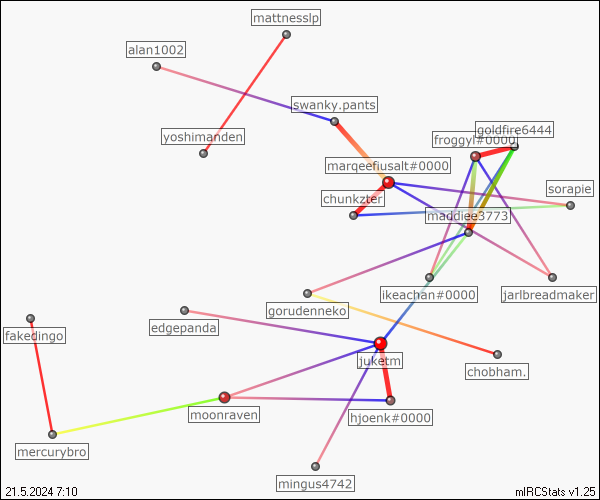 mattnesslp
alan1002
swanky.pants
goldfire6444
yoshimanden
froggyl#0000
marqeefiusalt#0000
sorapie
chunkzter
maddiee3773
ikeachan#0000
jarlbreadmaker
gorudenneko
edgepanda
fakedingo
juketm
chobham.
moonraven
hjoenk#0000
mercurybro
mingus4742
21.5.2024 7:10
mIRCStats v1.25